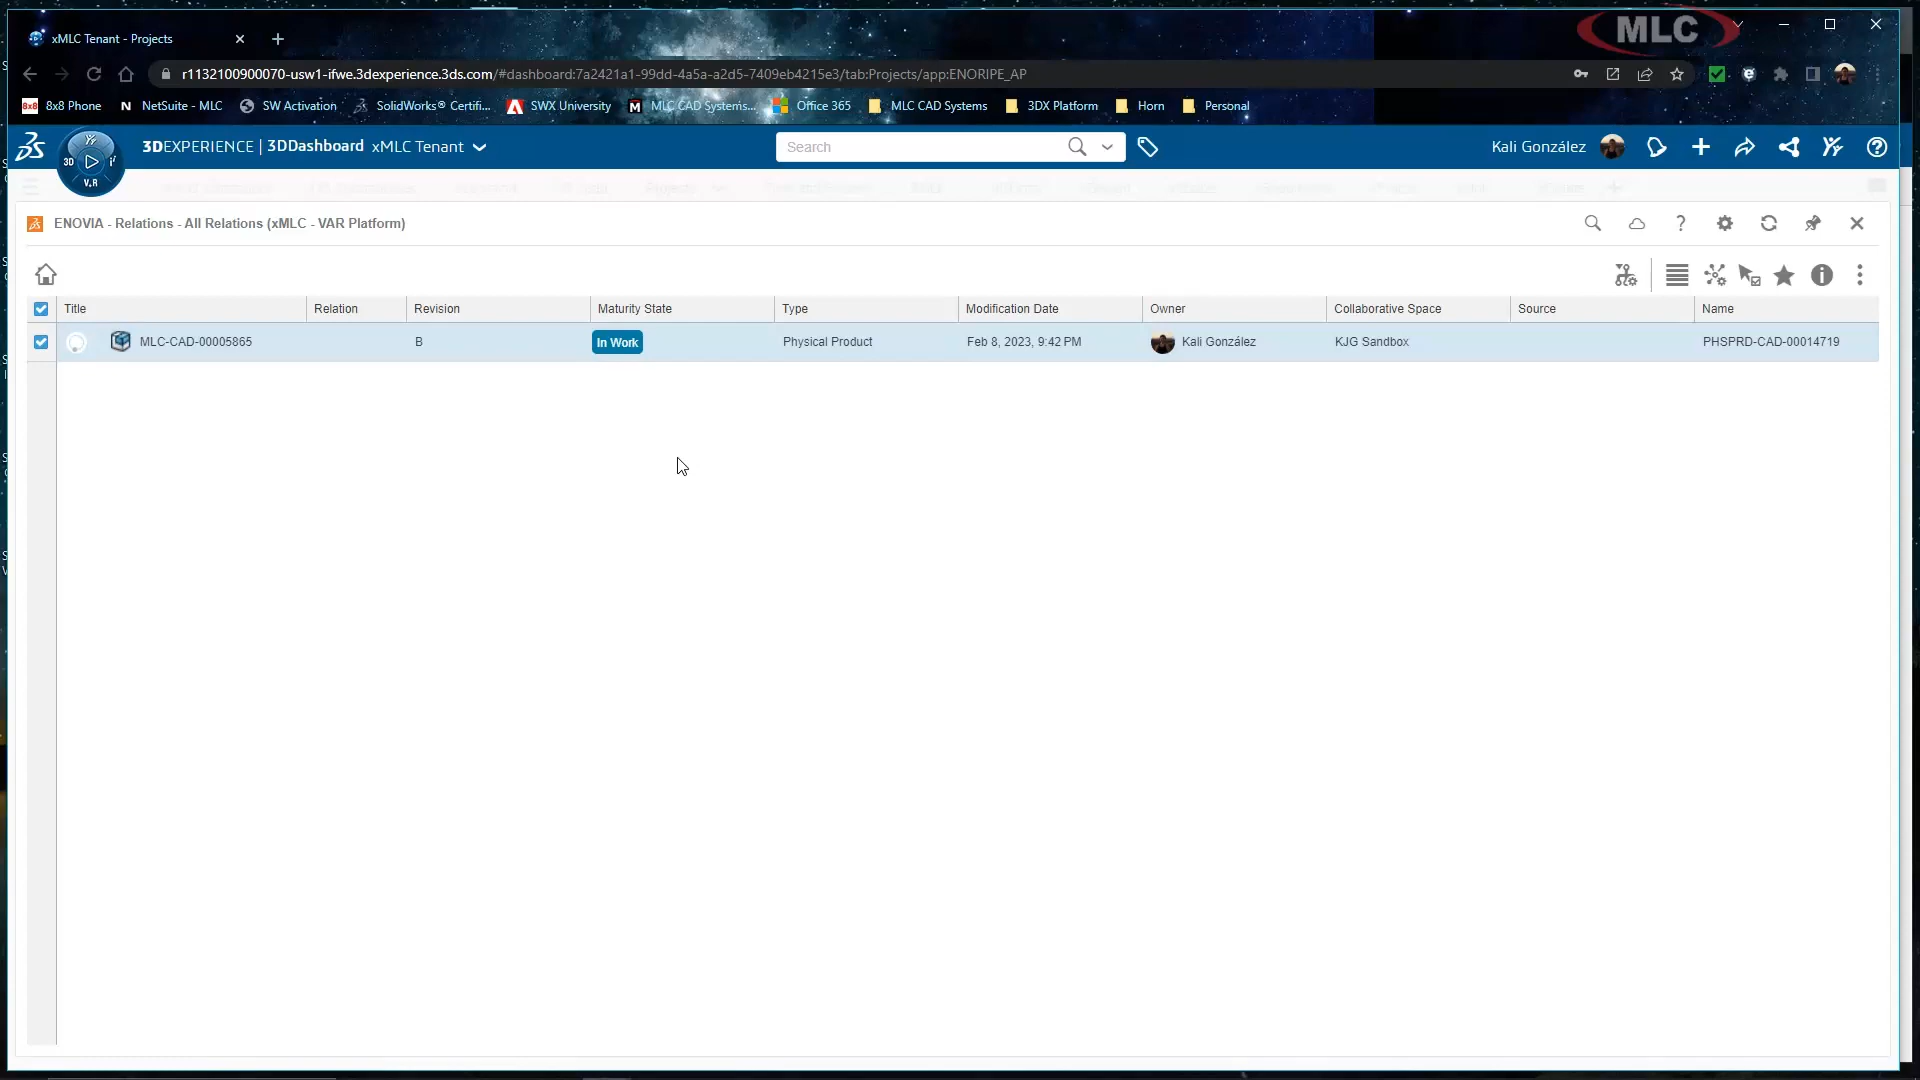 MLC
xMLC Tenant - Projects
r1132100900070-usw1-ifwe.3dexperience.3ds.com/#dashboard:7a2421a1-99dd-4a5a-a2d5-7409eb4215e3/tab:Projects/app:ENORIPE_AP
8x8 8x8 Phone N NetSuite - MLC SW Activation SolidWorks® Certifi... SWX University M MLC CAD Systems... Office 365 MLC CAD Systems 3DX Platform Horn Personal
3DEXPERIENCE | 3DDashboard xMLC Tenant Search Kali González
3D V.R
ENOVIA - Relations - All Relations (xMLC - VAR Platform)
Title Relation Revision Maturity State Type Modification Date Owner Collaborative Space Source Name
MLC-CAD-00005865 B In Work Physical Product Feb 8, 2023, 9:42 PM Kali González KJG Sandbox PHSPRD-CAD-00014719